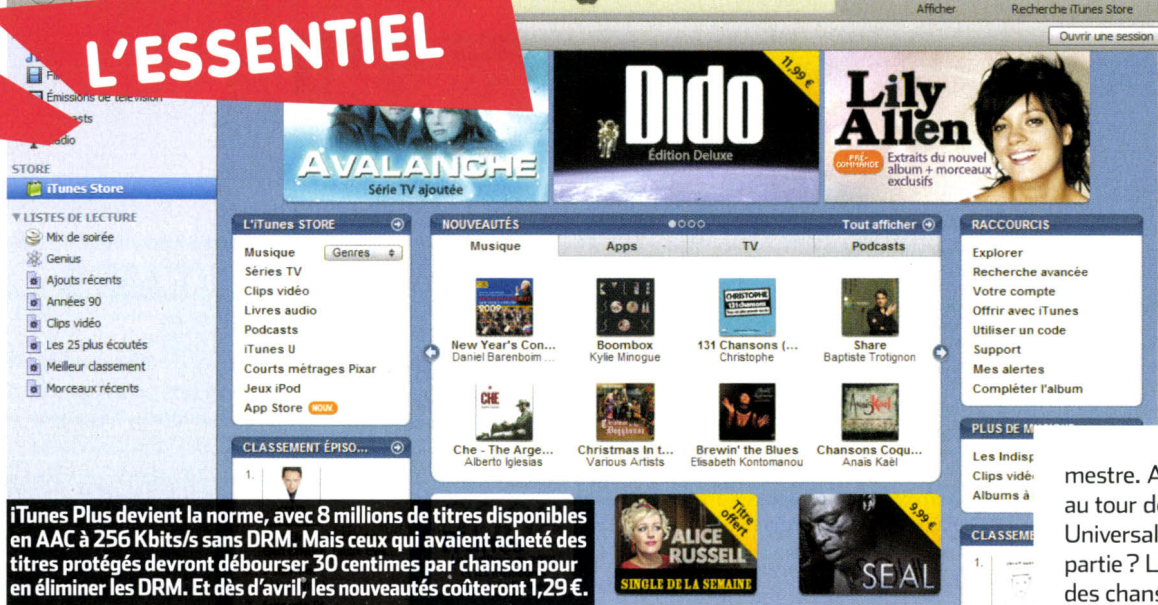 Afficher
Recherche iTunes Store
Ouvrir une session
L'ESSENTIEL
Émissions de télévision
STORE
iTunes Store
LISTES DE LECTURE
Mix de soirée
Genius
Ajouts récents
Années 90
Clips vidéo
Les 25 plus écoutés
Meilleur classement
Morceaux récents
AVALANCHE
Série TV ajoutée
11,99 €
DIDO
Édition Deluxe
Lily
Allen
PRÉ-
COMMANDE
Extraits du nouvel
album + morceaux
exclusifs
L'iTunes STORE
Musique
Genres
Séries TV
Clips vidéo
Livres audio
Podcasts
iTunes U
Courts métrages Pixar
Jeux iPod
App Store NOUV.
CLASSEMENT ÉPISO...
1.
NOUVEAUTÉS
Tout afficher
Musique
Apps
TV
Podcasts
New Year's Con...
Daniel Barenboim ...
Boombox
Kylie Minogue
131 Chansons (...
Christophe
Share
Baptiste Trotignon
Che - The Arge...
Alberto Iglesias
Christmas In t...
Various Artists
Brewin' the Blues
Elisabeth Kontomanou
Chansons Coqu...
Anaïs Kaël
RACCOURCIS
Explorer
Recherche avancée
Votre compte
Offrir avec iTunes
Utiliser un code
Support
Mes alertes
Compléter l'album
PLUS DE
Les Indisp
Clips vidé
Albums à
CLASSEME
1.
ALICE
RUSSELL
Titre
offert
SINGLE DE LA SEMAINE
SEAL
9,99 €
iTunes Plus devient la norme, avec 8 millions de titres disponibles
en AAC à 256 Kbits/s sans DRM. Mais ceux qui avaient acheté des
titres protégés devront débourser 30 centimes par chanson pour
en éliminer les DRM. Et dès d'avril, les nouveautés coûteront 1,29 €.
mestre. A
au tour de
Universal
partie ? L
des chans